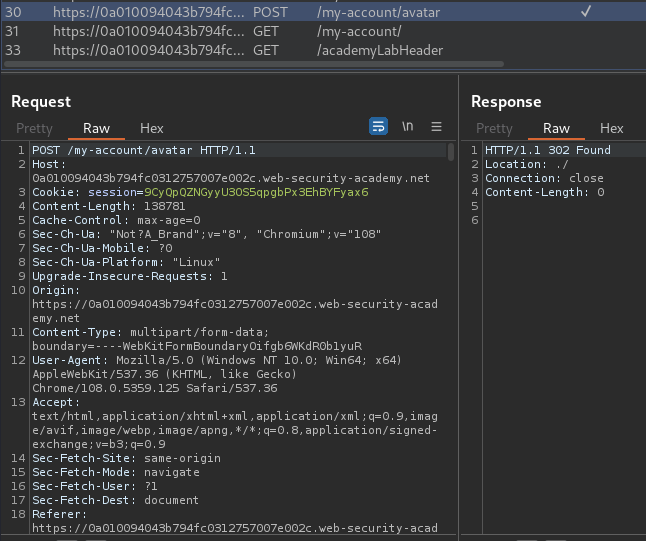 30 https://0a010094043b794fc... POST /my-account/avatar ✓
31 https://0a010094043b794fc... GET /my-account/
33 https://0a010094043b794fc... GET /academyLabHeader
Request
Pretty Raw Hex \n
1 POST /my-account/avatar HTTP/1.1
2 Host:
0a010094043b794fc0312757007e002c.web-security-academy.net
3 Cookie: session=9CyQpQZNGyyU3OS5qpgbPx3EhBYFyax6
4 Content-Length: 138781
5 Cache-Control: max-age=0
6 Sec-Ch-Ua: "Not?A_Brand";v="8", "Chromium";v="108"
7 Sec-Ch-Ua-Mobile: ?0
8 Sec-Ch-Ua-Platform: "Linux"
9 Upgrade-Insecure-Requests: 1
10 Origin:
https://0a010094043b794fc0312757007e002c.web-security-acad
emy.net
11 Content-Type: multipart/form-data;
boundary=----WebKitFormBoundaryOifgb6WKdR0b1yuR
12 User-Agent: Mozilla/5.0 (Windows NT 10.0; Win64; x64)
AppleWebKit/537.36 (KHTML, like Gecko)
Chrome/108.0.5359.125 Safari/537.36
13 Accept:
text/html,application/xhtml+xml,application/xml;q=0.9,imag
e/avif,image/webp,image/apng,*/*;q=0.8,application/signed-
exchange;v=b3;q=0.9
14 Sec-Fetch-Site: same-origin
15 Sec-Fetch-Mode: navigate
16 Sec-Fetch-User: ?1
17 Sec-Fetch-Dest: document
18 Referer:
https://0a010094043b794fc0312757007e002c.web-security-acad
Response
Pretty Raw Hex
1 HTTP/1.1 302 Found
2 Location: ./
3 Connection: close
4 Content-Length: 0
5
6